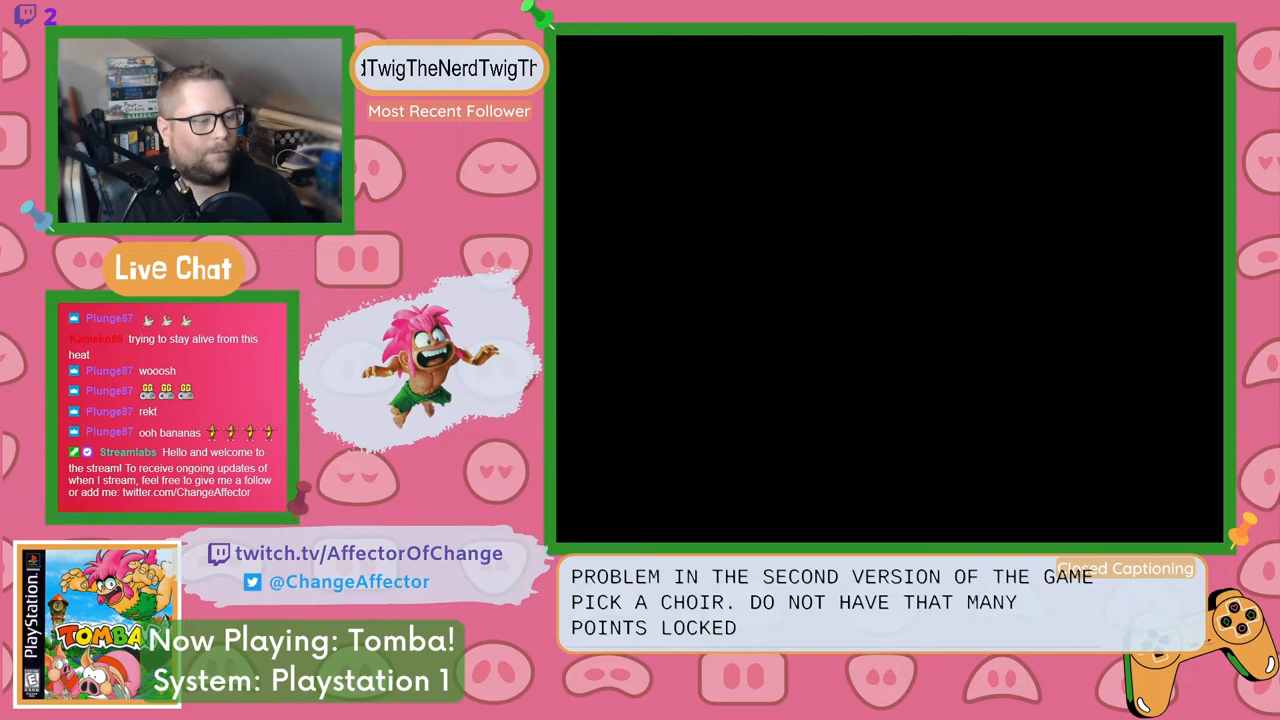 2
dTwigTheNerdTwigTh
Most Recent Follower
Live Chat
Plunge87
Kameko89 trying to stay alive from this
heat
Plunge87 wooosh
Plunge87
Plunge87 rekt
Plunge87 ooh bananas
Streamlabs Hello and welcome to
the stream! To receive ongoing updates of
when I stream, feel free to give me a follow
or add me: twitter.com/ChangeAffector
twitch.tv/AffectorOfChange
@ChangeAffector
PlayStation
TOMBA!
Now Playing: Tomba!
System: Playstation 1
Closed Captioning
PROBLEM IN THE SECOND VERSION OF THE GAME
PICK A CHOIR. DO NOT HAVE THAT MANY
POINTS LOCKED